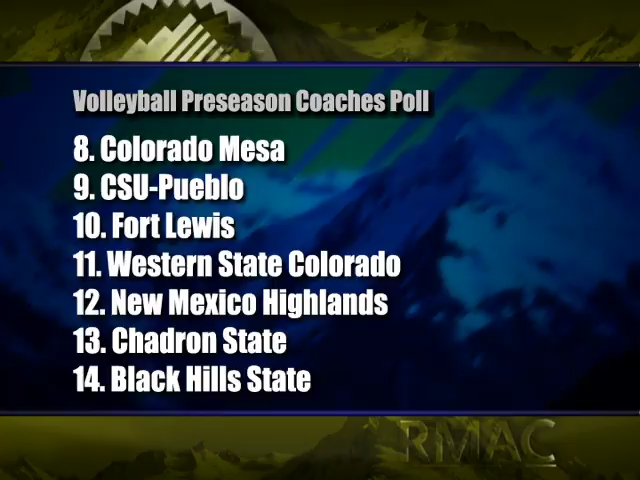 Volleyball Preseason Coaches Poll
8. Colorado Mesa
9. CSU-Pueblo
10. Fort Lewis
11. Western State Colorado
12. New Mexico Highlands
13. Chadron State
14. Black Hills State
RMAC